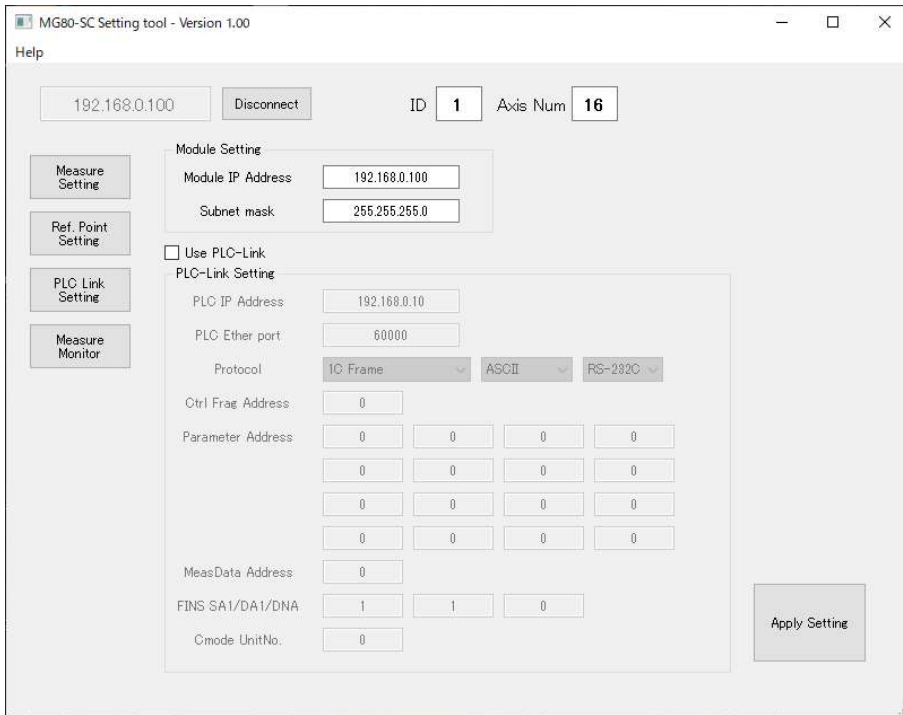 MG80-SC Setting tool - Version 1.00
Help
192.168.0.100 Disconnect ID 1 Axis Num 16
Measure
Setting
Ref. Point
Setting
PLC Link
Setting
Measure
Monitor
Module Setting
Module IP Address 192.168.0.100
Subnet mask 255.255.255.0
Use PLC-Link
PLC-Link Setting
PLC IP Address 192.168.0.10
PLC Ether port 60000
Protocol 1C Frame ASCII RS-232C
Ctrl Frag Address 0
Parameter Address 0 0 0 0
0 0 0 0
0 0 0 0
0 0 0 0
MeasData Address 0
FINS SA1/DA1/DNA 1 1 0
Cmode UnitNo. 0
Apply Setting